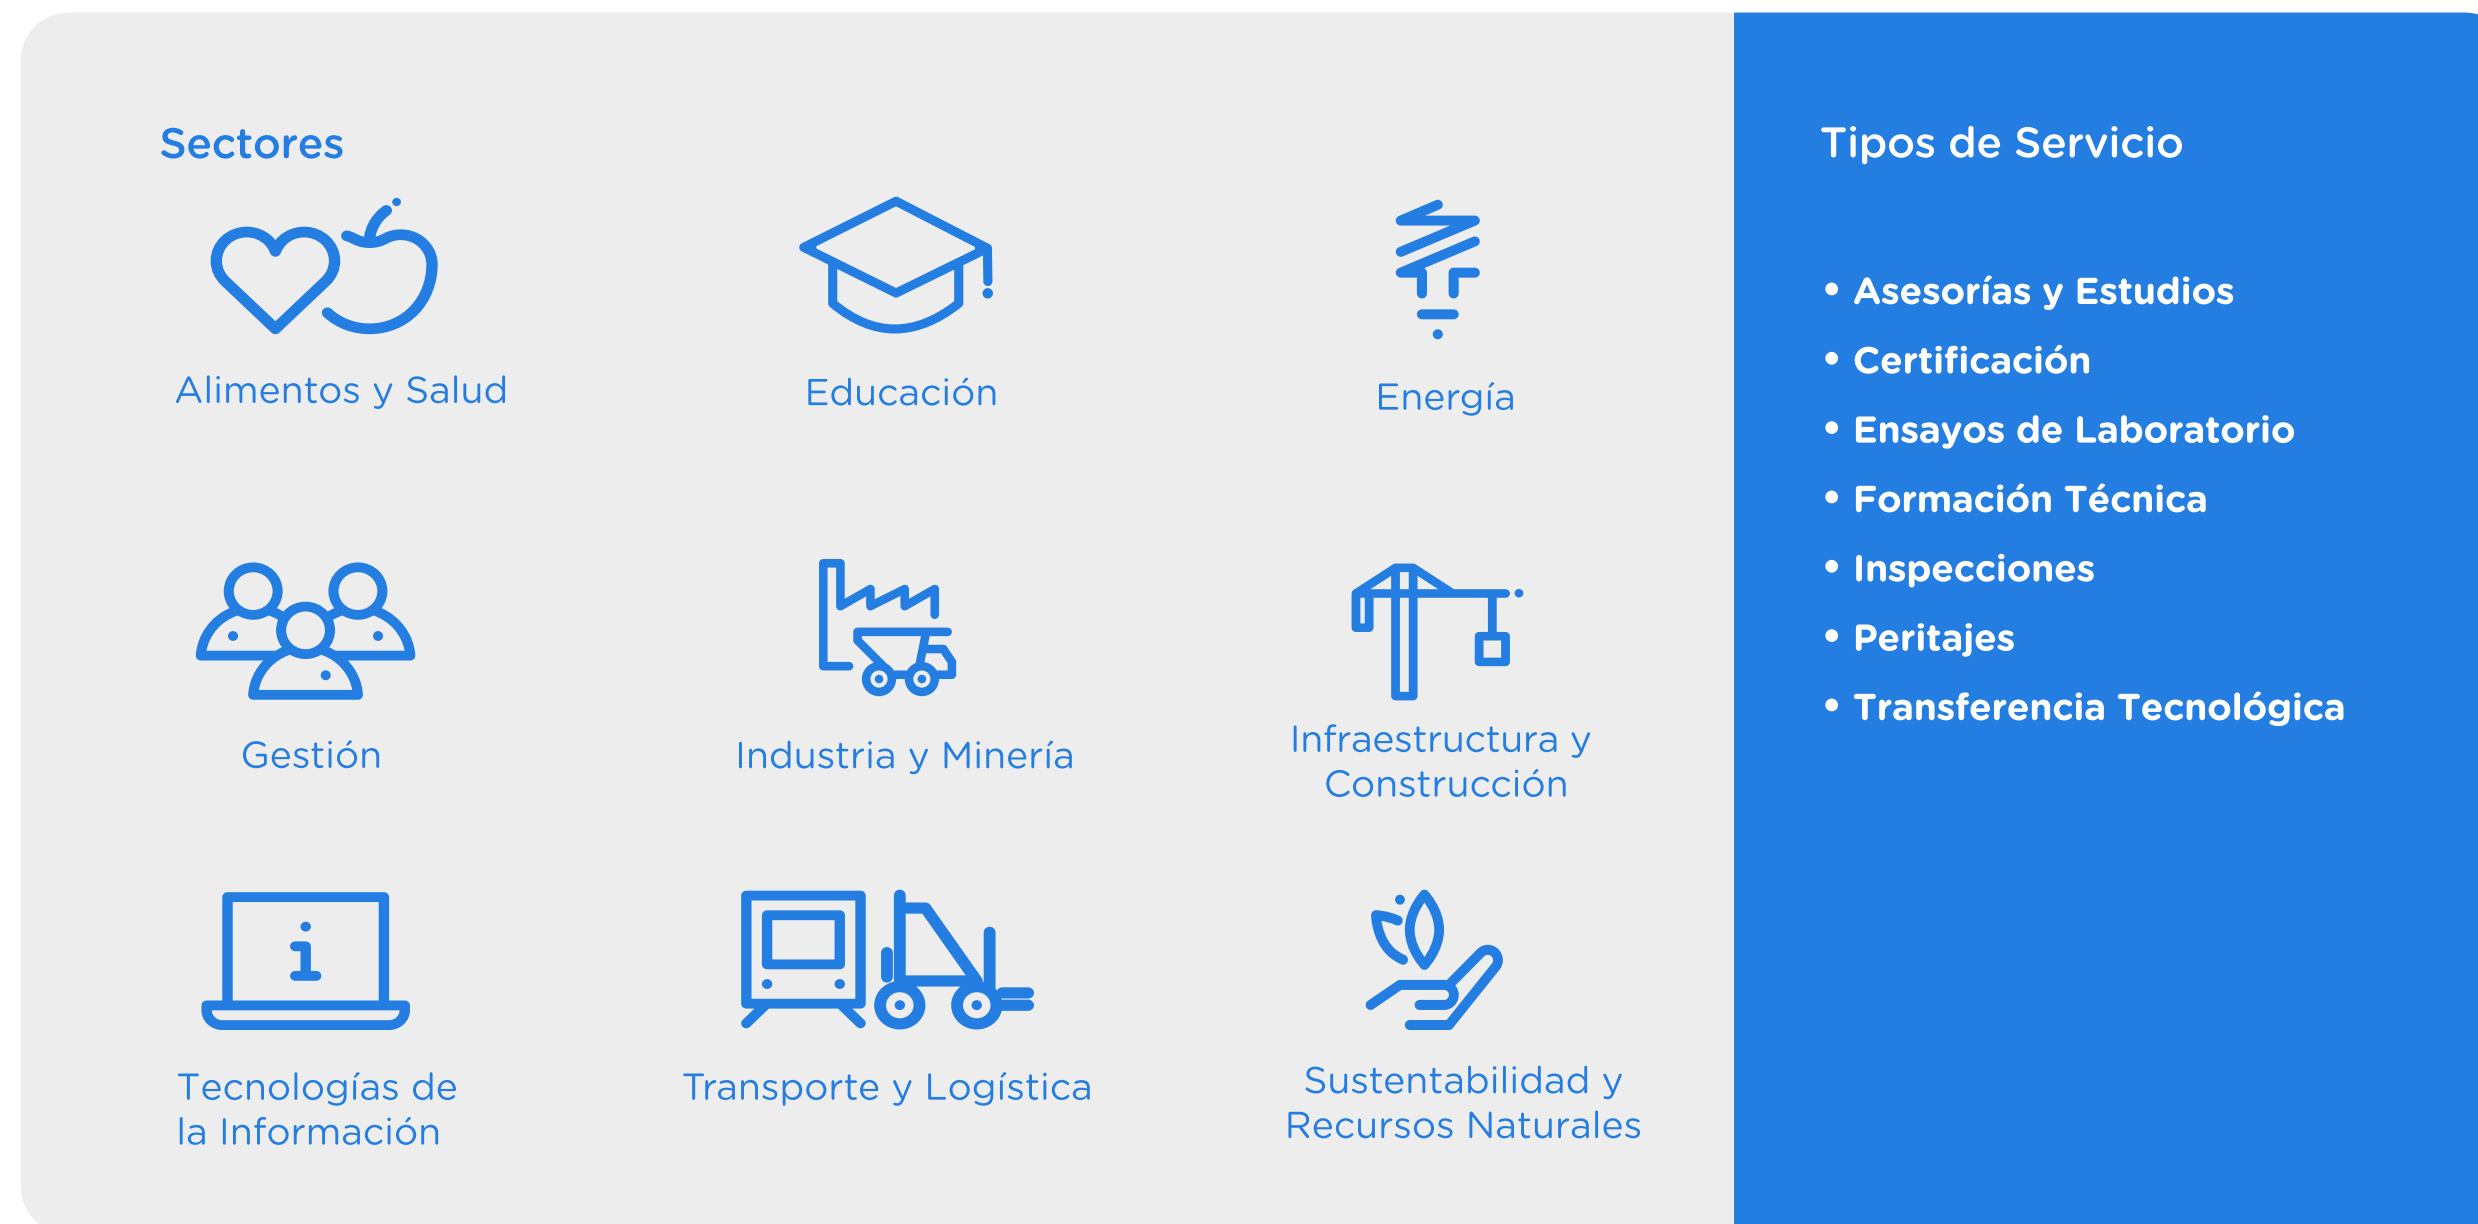 Sectores
Alimentos y Salud
Educación
Energía
Gestión
Industria y Minería
Infraestructura y
Construcción
Tecnologías de
la Información
Transporte y Logística
Sustentabilidad y
Recursos Naturales
Tipos de Servicio
• Asesorías y Estudios
• Certificación
• Ensayos de Laboratorio
• Formación Técnica
• Inspecciones
• Peritajes
• Transferencia Tecnológica